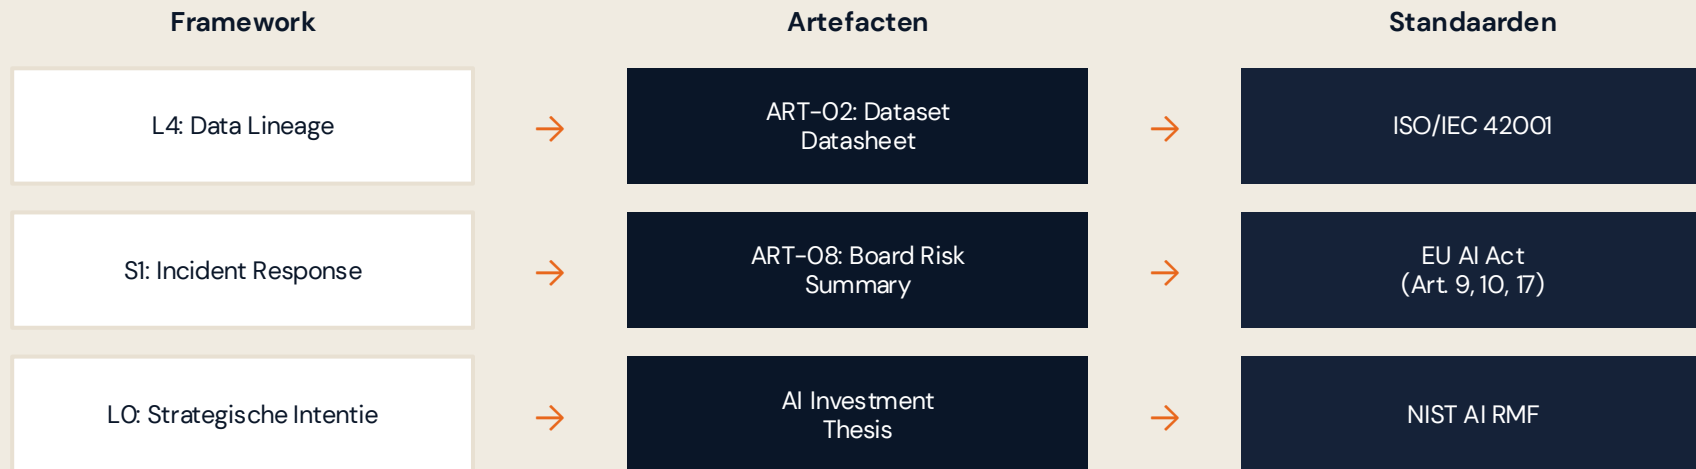 Framework
Artefacten
Standaarden
L4: Data Lineage
→
ART-02: Dataset
Datasheet
→
ISO/IEC 42001
S1: Incident Response
→
ART-08: Board Risk
Summary
→
EU AI Act
(Art. 9, 10, 17)
L0: Strategische Intentie
→
AI Investment
Thesis
→
NIST AI RMF